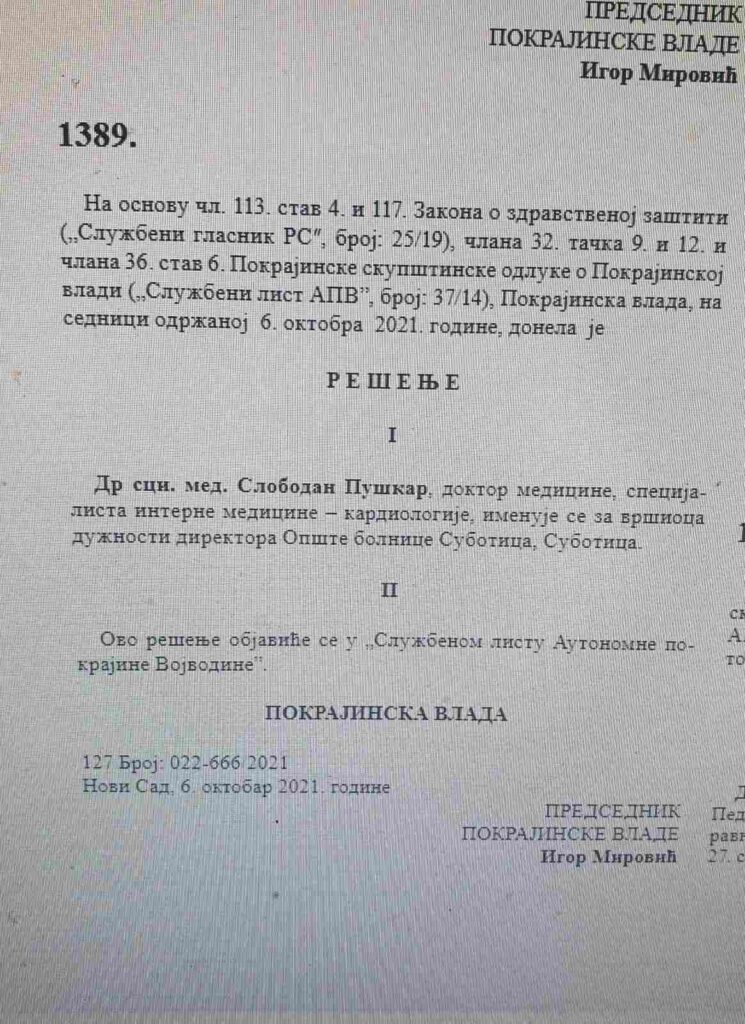 ПРЕДСЕДНИК
ПОКРАЈИНСКЕ ВЛАДЕ
Игор Мировић
1389.
На основу чл. 113. став 4. и 117. Закона о здравственој заштити
(„Службени гласник РС", број: 25/19), члана 32. тачка 9. и 12. и
члана 36. став 6. Покрајинске скупштинске одлуке о Покрајинској
влади („Службени лист АПВ”, број: 37/14), Покрајинска влада, на
седници одржаној 6. октобра 2021. године, донела је
Р Е Ш Е Њ Е
I
Др сци. мед. Слободан Пушкар, доктор медицине, специја-
листа интерне медицине – кардиологије, именује се за вршиоца
дужности директора Опште болнице Суботица, Суботица.
II
Ово решење објавиће се у „Службеном листу Аутономне по-
крајине Војводине”.
ПОКРАЈИНСКА ВЛАДА
127 Број: 022-666/2021
Нови Сад, 6. октобар 2021. године
ПРЕДСЕДНИК
ПОКРАЈИНСКЕ ВЛАДЕ
Игор Мировић